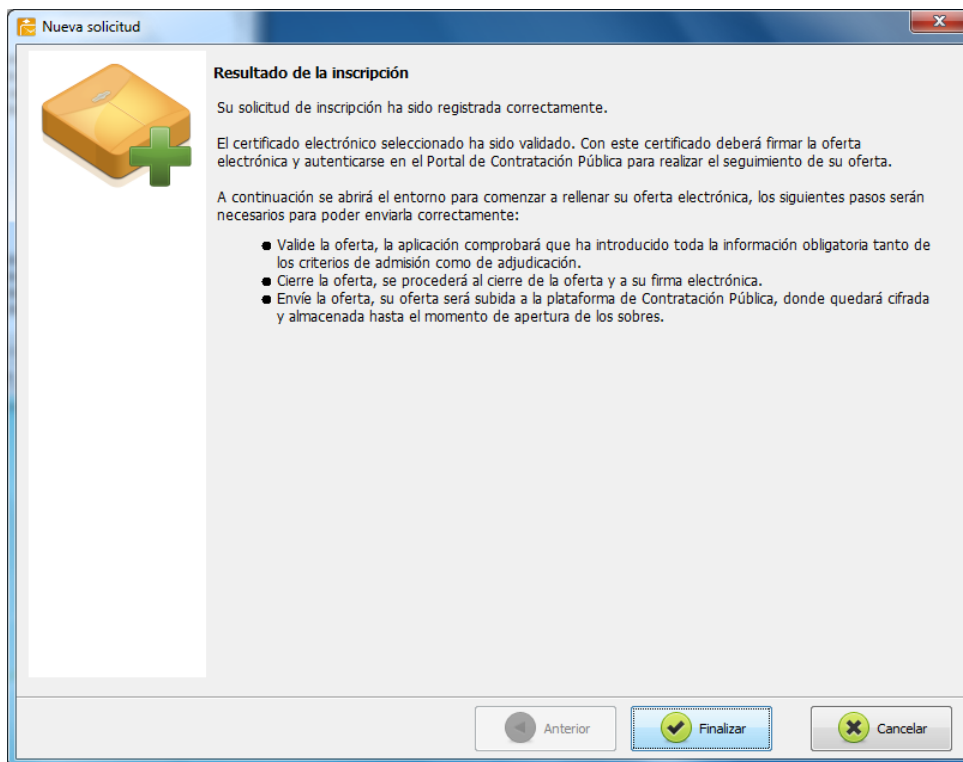 Nueva solicitud
Resultado de la inscripción
Su solicitud de inscripción ha sido registrada correctamente.
El certificado electrónico seleccionado ha sido validado. Con este certificado deberá firmar la oferta
electrónica y autenticarse en el Portal de Contratación Pública para realizar el seguimiento de su oferta.
A continuación se abrirá el entorno para comenzar a rellenar su oferta electrónica, los siguientes pasos serán
necesarios para poder enviarla correctamente:
● Valide la oferta, la aplicación comprobará que ha introducido toda la información obligatoria tanto de
los criterios de admisión como de adjudicación.
● Cierre la oferta, se procederá al cierre de la oferta y a su firma electrónica.
● Envíe la oferta, su oferta será subida a la plataforma de Contratación Pública, donde quedará cifrada
y almacenada hasta el momento de apertura de los sobres.
Anterior
Finalizar
Cancelar